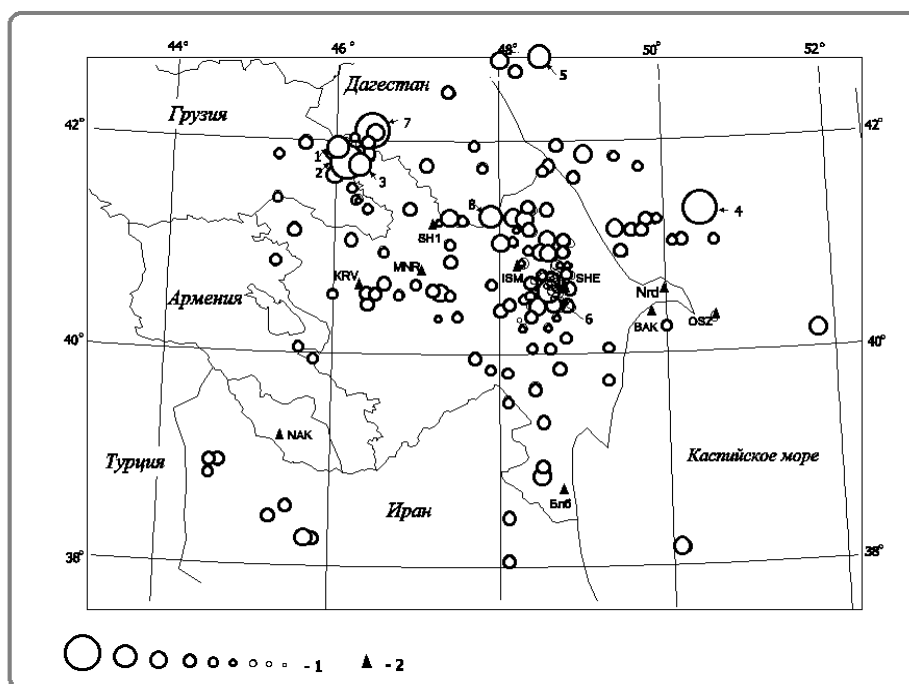 44° 46° 48° 50° 52°
Дагестан
5
Грузия
42° 7 42°
1
2 3
8 4
SH1
KRV MNR ISM SHE
Nrd
Армения
6 BAK OSZ
40° 40°
NAK
Турция Каспийское море
Блб
Иран
38° 38°
- 1 - 2